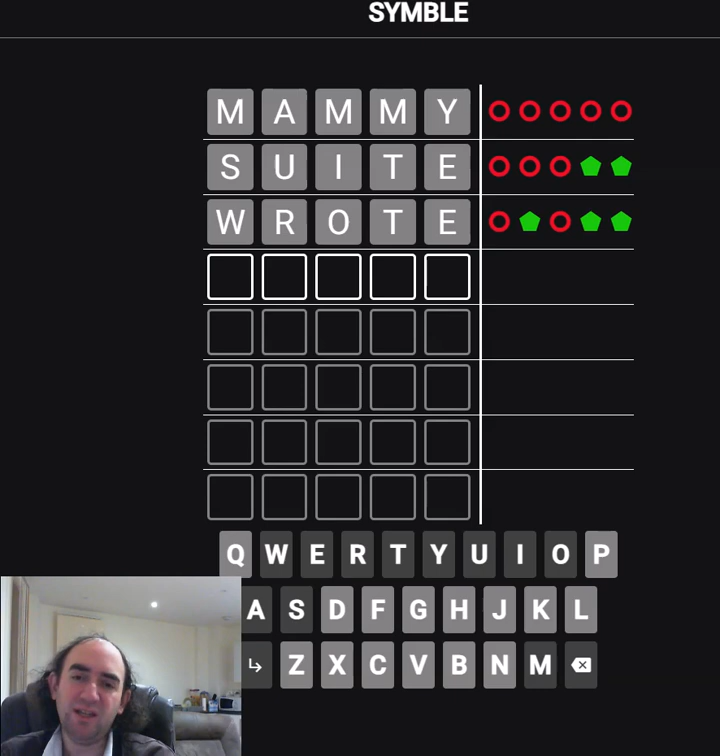 SYMBLE
M A M M Y
S U I T E
W R O T E
Q W E R T Y U I O P
A S D F G H J K L
Z X C V B N M